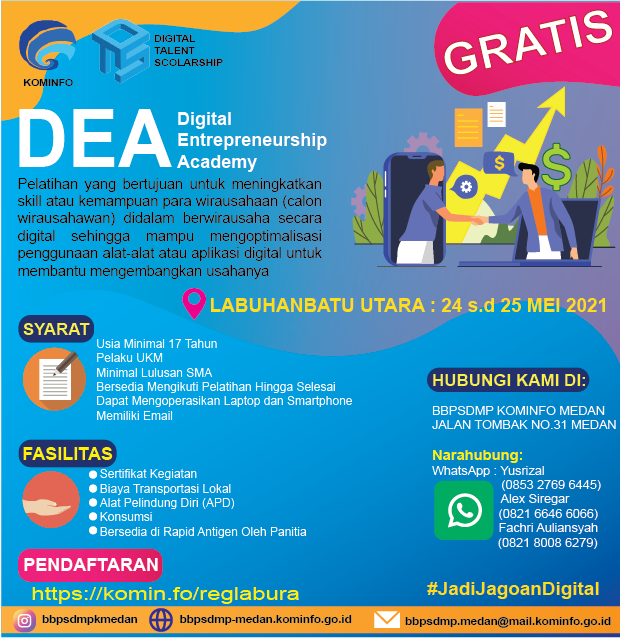 KOMINFO
DIGITAL
TALENT
SCOLARSHIP
GRATIS
DEA
Digital
Entrepreneurship
Academy
Pelatihan yang bertujuan untuk meningkatkan
skill atau kemampuan para wirausahaan (calon
wirausahawan) didalam berwirausaha secara
digital sehingga mampu mengoptimalisasi
penggunaan alat-alat atau aplikasi digital untuk
membantu mengembangkan usahanya
$
$
$
LABUHANBATU UTARA : 24 s.d 25 MEI 2021
SYARAT
Usia Minimal 17 Tahun
Pelaku UKM
Minimal Lulusan SMA
Bersedia Mengikuti Pelatihan Hingga Selesai
Dapat Mengoperasikan Laptop dan Smartphone
Memiliki Email
FASILITAS
Sertifikat Kegiatan
Biaya Transportasi Lokal
Alat Pelindung Diri (APD)
Konsumsi
Bersedia di Rapid Antigen Oleh Panitia
PENDAFTARAN
https://komin.fo/reglabura
HUBUNGI KAMI DI:
BBPSDMP KOMINFO MEDAN
JALAN TOMBAK NO.31 MEDAN
Narahubung:
WhatsApp : Yusrizal
(0853 2769 6445)
Alex Siregar
(0821 6646 6066)
Fachri Auliansyah
(0821 8008 6279)
#JadiJagoanDigital
bbpsdmpkmedan
bbpsdmp-medan.kominfo.go.id
bbpsdmp.medan@mail.kominfo.go.id